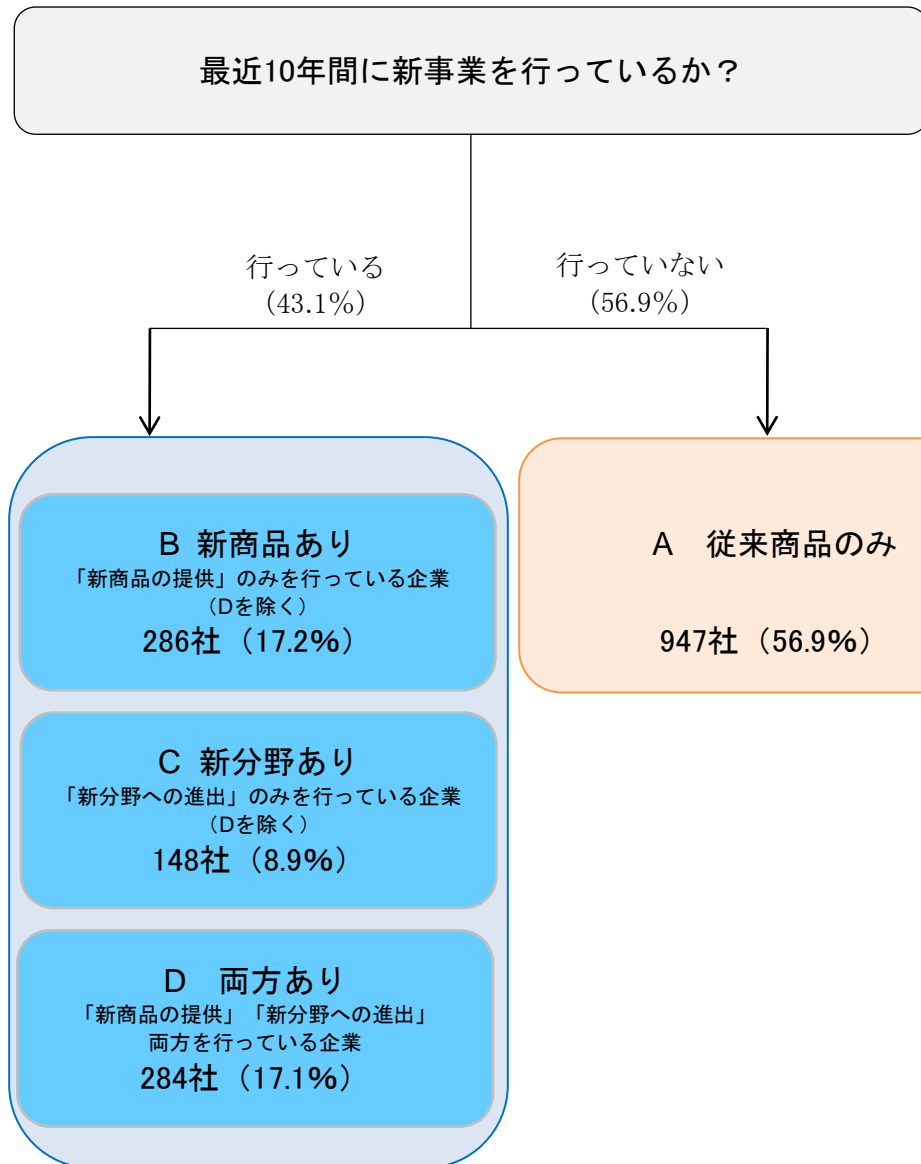 最近10年間に新事業を行っているか？
行っている
(43.1%)
行っていない
(56.9%)
B 新商品あり
「新商品の提供」のみを行っている企業
（Dを除く）
286社（17.2%）
A　従来商品のみ
947社（56.9%）
C 新分野あり
「新分野への進出」のみを行っている企業
（Dを除く）
148社（8.9%）
D　両方あり
「新商品の提供」「新分野への進出」
両方を行っている企業
284社（17.1%）